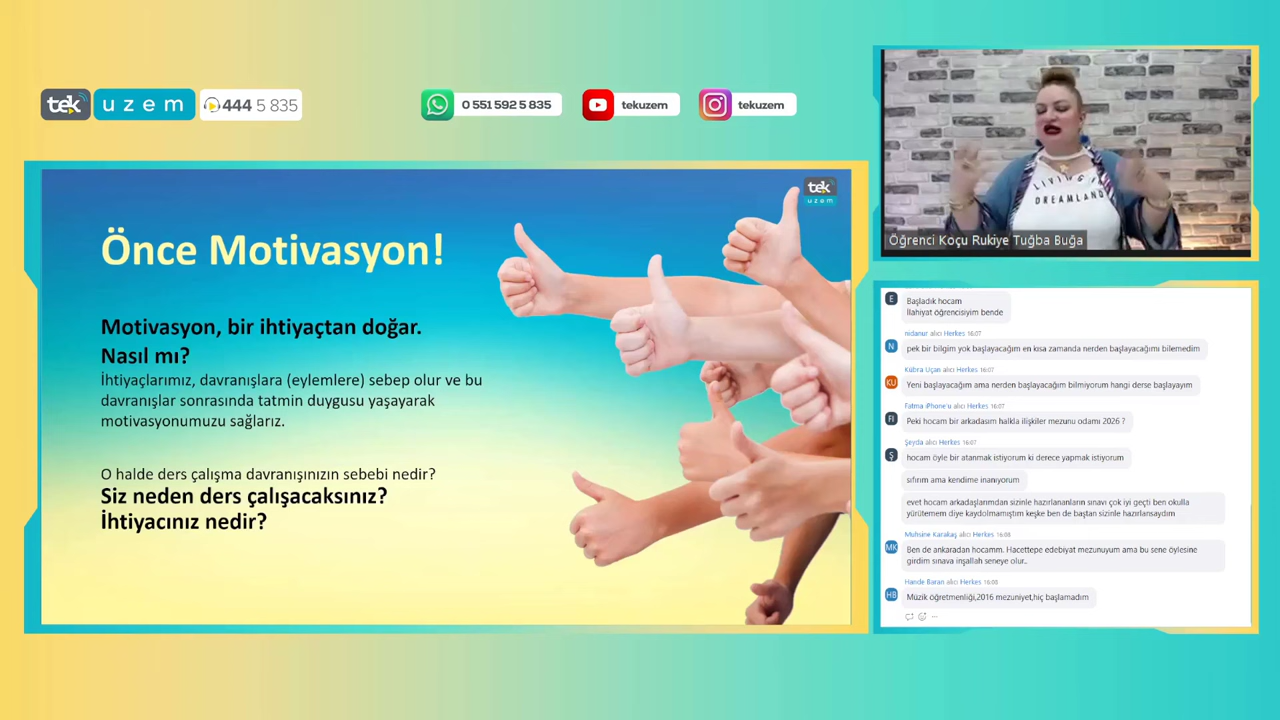 tek uzem 444 5 835
0 551 592 5 835
tekuzem
tekuzem
tek
uzem
Önce Motivasyon!
Motivasyon, bir ihtiyaçtan doğar.
Nasıl mı?
İhtiyaçlarımız, davranışlara (eylemlere) sebep olur ve bu
davranışlar sonrasında tatmin duygusu yaşayarak
motivasyonumuzu sağlarız.
O halde ders çalışma davranışınızın sebebi nedir?
Siz neden ders çalışacaksınız?
İhtiyacınız nedir?
LIVING IN
DREAMLAND
Öğrenci Koçu Rukiye Tuğba Buğa
E
Başladık hocam
İlahiyat öğrencisiyim bende
nidanur alıcı Herkes 16:07
N
pek bir bilgim yok başlayacağım en kısa zamanda nerden başlayacağımı bilemedim
Kübra Uçan alıcı Herkes 16:07
KU
Yeni başlayacağım ama nerden başlayacağım bilmiyorum hangi derse başlayayım
Fatma iPhone'u alıcı Herkes 16:07
FI
Peki hocam bir arkadasım halkla ilişkiler mezunu odamı 2026 ?
Şeyda alıcı Herkes 16:07
Ş
hocam öyle bir atanmak istiyorum ki derece yapmak istiyorum
sıfırım ama kendime inanıyorum
evet hocam arkadaşlarımdan sizinle hazırlananların sınavı çok iyi geçti ben okulla
yürütemem diye kaydolmamıştım keşke ben de baştan sizinle hazırlansaydım
Muhsine Karakaş alıcı Herkes 16:08
MK
Ben de ankaradan hocamm. Hacettepe edebiyat mezunuyum ama bu sene öylesine
girdim sınava inşallah seneye olur..
Hande Baran alıcı Herkes 16:08
HB
Müzik öğretmenliği,2016 mezuniyet,hiç başlamadım